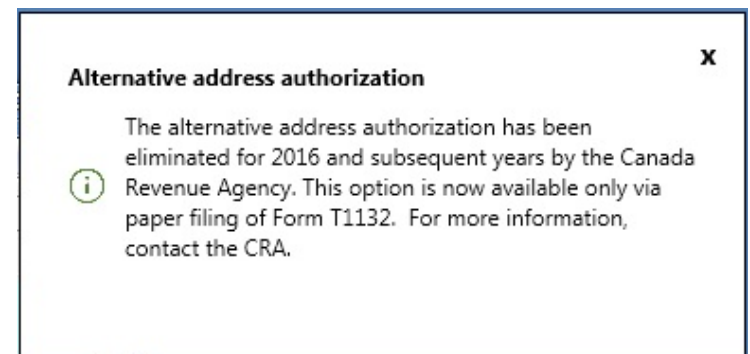 x
Alternative address authorization
The alternative address authorization has been
eliminated for 2016 and subsequent years by the Canada
Revenue Agency. This option is now available only via
paper filing of Form T1132.  For more information,
contact the CRA.